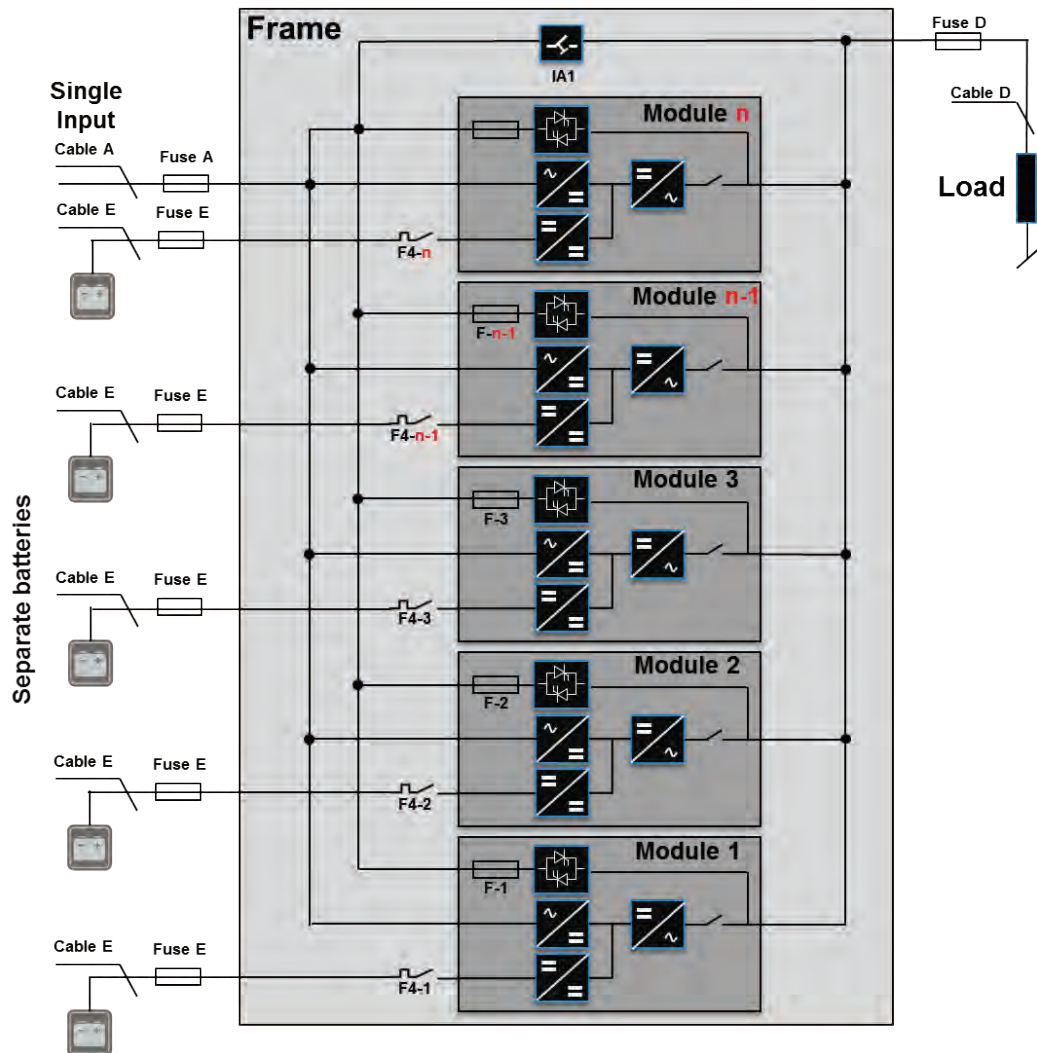 Frame
Fuse D
IA1
Cable D
Single
Input
Module n
Cable A
Fuse A
Load
Cable E
Fuse E
F4-n
Module n-1
F-n-1
Cable E
Fuse E
F4-n-1
Module 3
F-3
Cable E
Fuse E
F4-3
Separate batteries
Module 2
F-2
Cable E
Fuse E
F4-2
Module 1
F-1
Cable E
Fuse E
F4-1